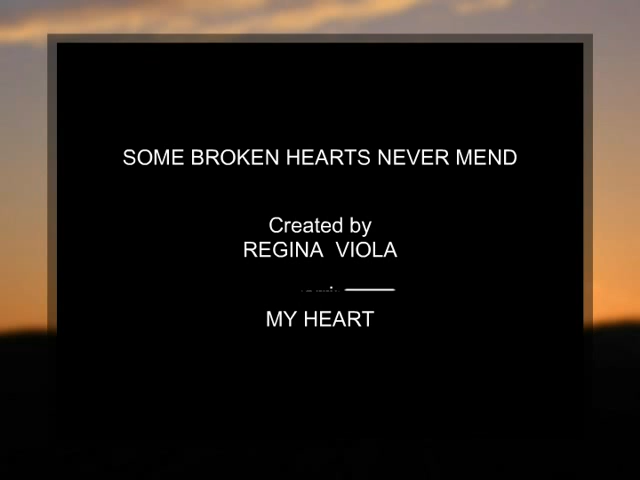 SOME BROKEN HEARTS NEVER MEND
Created by
REGINA VIOLA
MY HEART